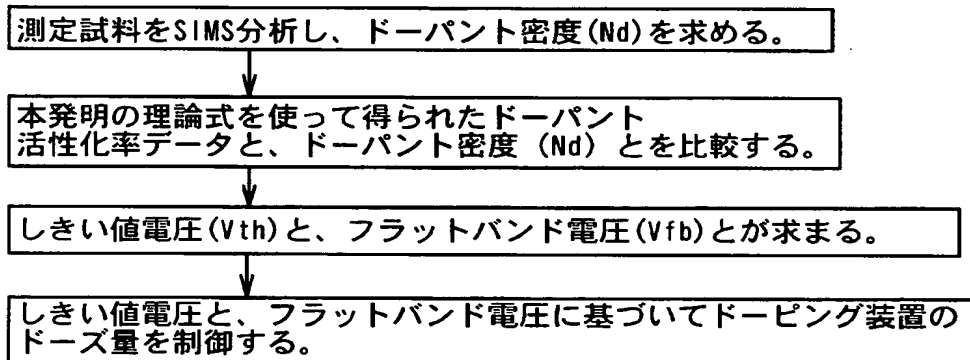 測定試料をSIMS分析し、ドーパント密度(Nd)を求める。
本発明の理論式を使って得られたドーパント
活性化率データと、ドーパント密度（Nd）とを比較する。
しきい値電圧(Vth)と、フラットバンド電圧(Vfb)とが求まる。
しきい値電圧と、フラットバンド電圧に基づいてドーピング装置の
ドーズ量を制御する。